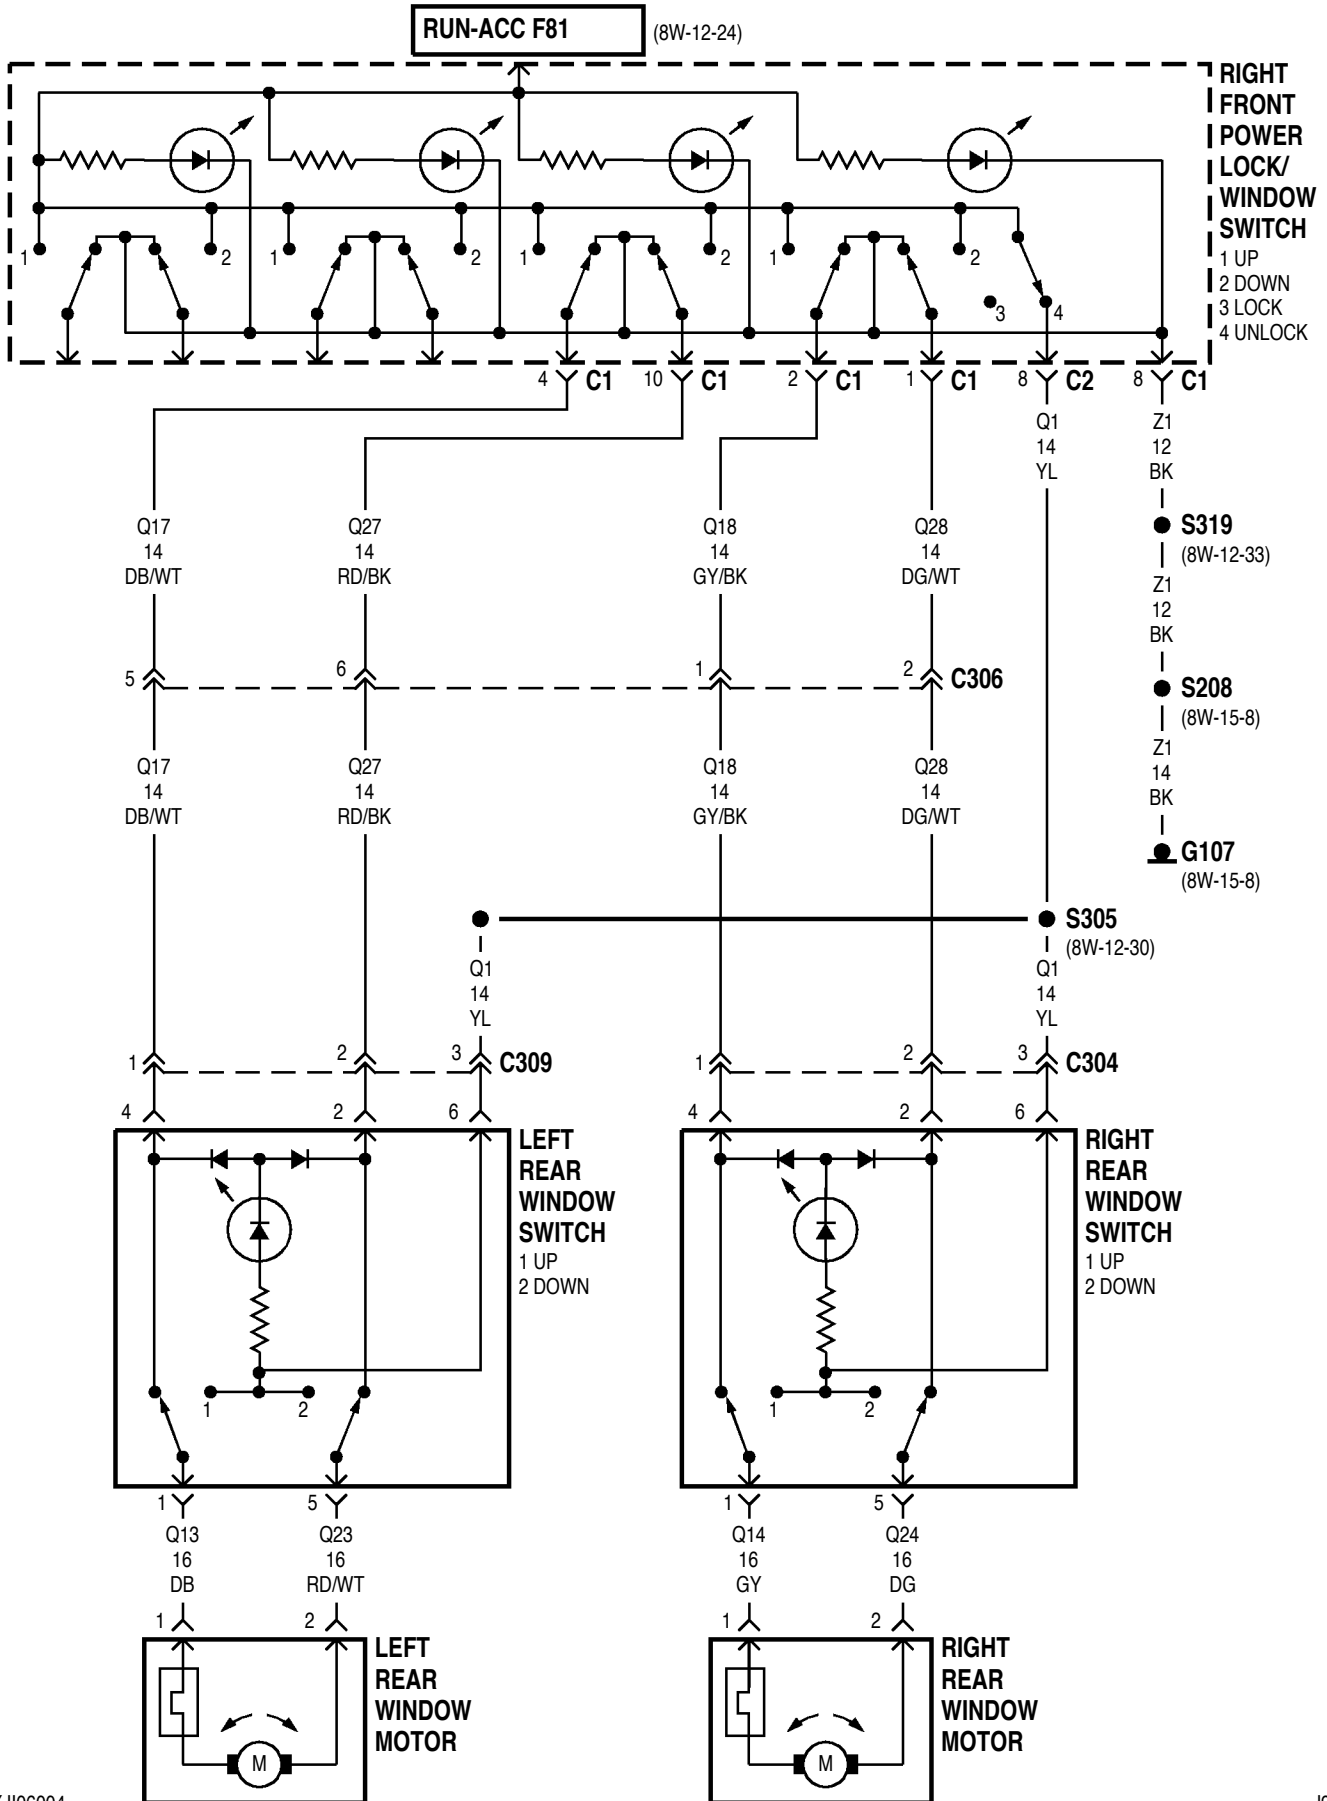 RUN-ACC F81 (8W-12-24)
RIGHT
FRONT
POWER
LOCK/
WINDOW
SWITCH
1 UP
2 DOWN
3 LOCK
4 UNLOCK
1 2 1 2 1 2 1 2
3 4
4 C1 10 C1 2 C1 1 C1 8 C2 8 C1
Q1 Z1
14 12
YL BK
Q17 Q27 Q18 Q28 S319
14 14 14 14 (8W-12-33)
DB/WT RD/BK GY/BK DG/WT
Z1
12
BK
5 6 1 2 C306 S208
(8W-15-8)
Z1
14
BK
Q17 Q27 Q18 Q28
14 14 14 14
DB/WT RD/BK GY/BK DG/WT
G107
(8W-15-8)
S305
(8W-12-30)
Q1 Q1
14 14
YL YL
1 2 3 C309 1 2 3 C304
4 2 6 4 2 6
LEFT
REAR
WINDOW
SWITCH
1 UP
2 DOWN
RIGHT
REAR
WINDOW
SWITCH
1 UP
2 DOWN
1 2 1 2
1 5 1 5
Q13 Q23 Q14 Q24
16 16 16 16
DB RD/WT GY DG
1 2 1 2
LEFT
REAR
WINDOW
MOTOR
RIGHT
REAR
WINDOW
MOTOR
M M